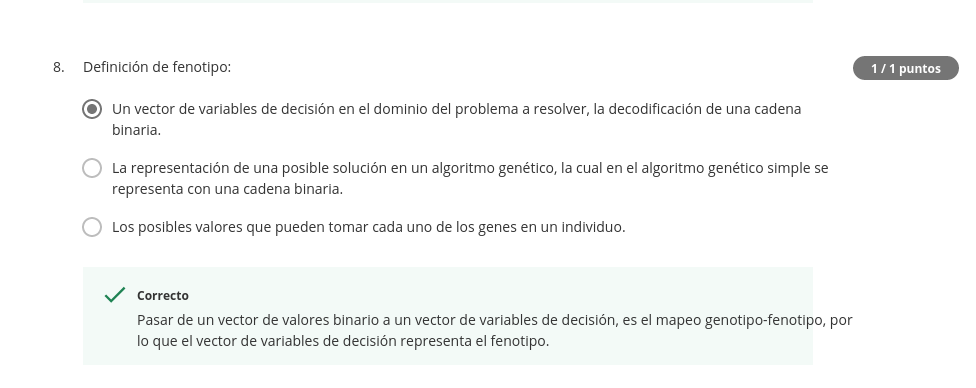 8. Definición de fenotipo:
1 / 1 puntos
Un vector de variables de decisión en el dominio del problema a resolver, la decodificación de una cadena
binaria.
La representación de una posible solución en un algoritmo genético, la cual en el algoritmo genético simple se
representa con una cadena binaria.
Los posibles valores que pueden tomar cada uno de los genes en un individuo.
Correcto
Pasar de un vector de valores binario a un vector de variables de decisión, es el mapeo genotipo-fenotipo, por
lo que el vector de variables de decisión representa el fenotipo.